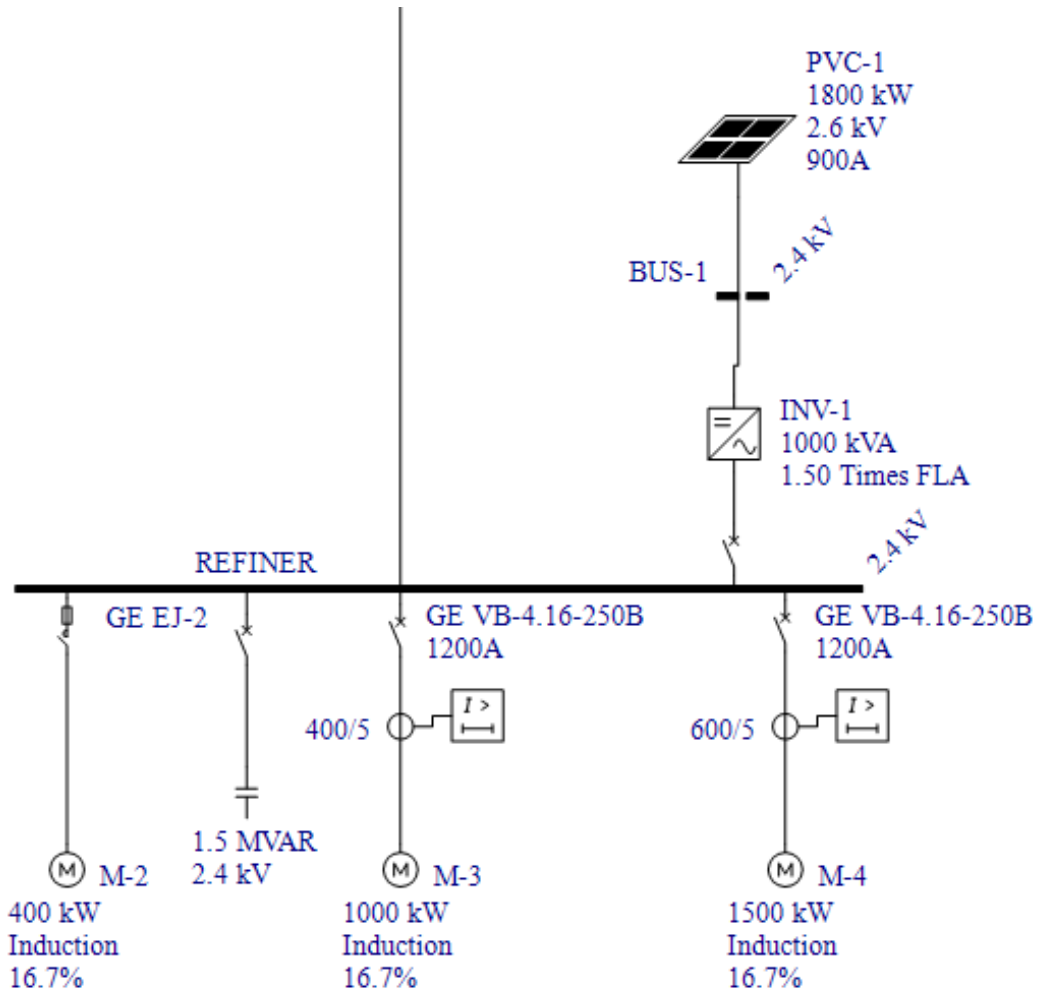 PVC-1
1800 kW
2.6 kV
900A
BUS-1
2.4 kV
INV-1
1000 kVA
1.50 Times FLA
REFINER
2.4 kV
GE EJ-2
GE VB-4.16-250B
1200A
GE VB-4.16-250B
1200A
400/5
I >
600/5
I >
1.5 MVAR
2.4 kV
M
M-2
400 kW
Induction
16.7%
M
M-3
1000 kW
Induction
16.7%
M
M-4
1500 kW
Induction
16.7%